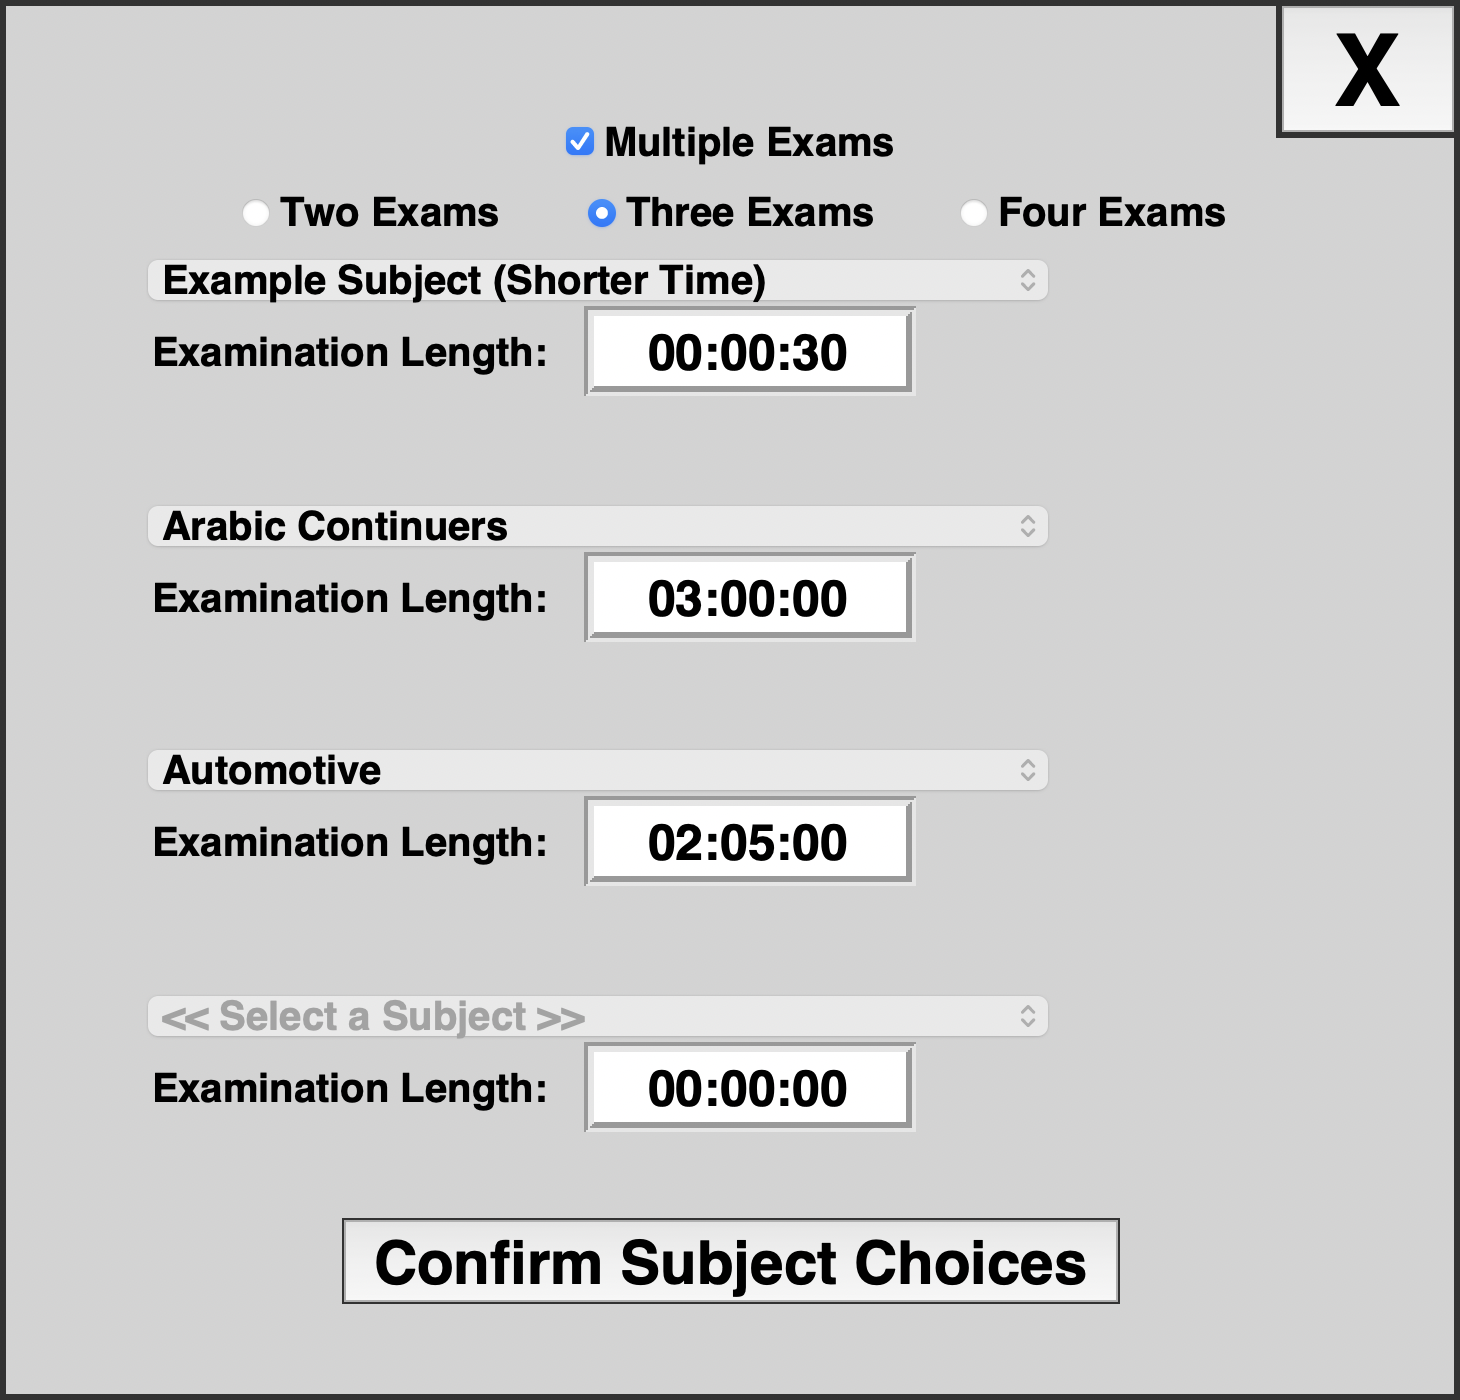 X
Multiple Exams
Two Exams Three Exams Four Exams
Example Subject (Shorter Time)
Examination Length: 00:00:30
Arabic Continuers
Examination Length: 03:00:00
Automotive
Examination Length: 02:05:00
<< Select a Subject >>
Examination Length: 00:00:00
Confirm Subject Choices